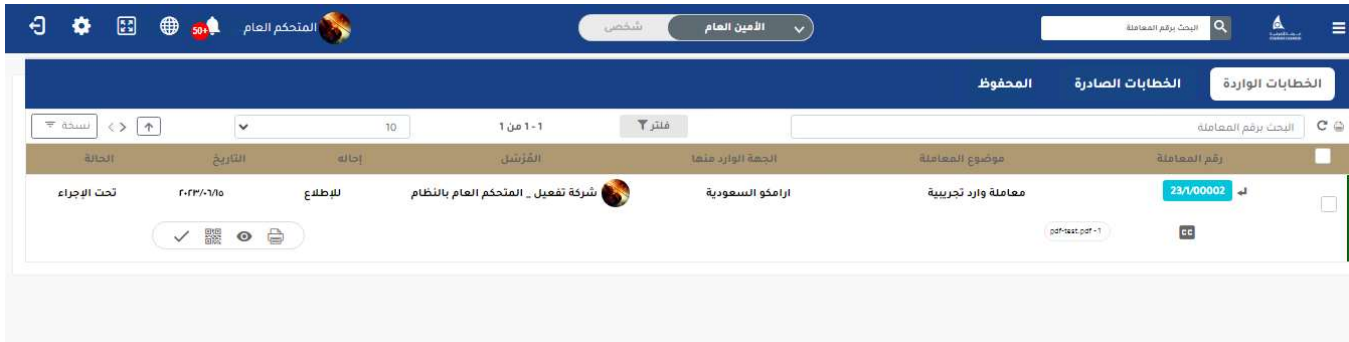 البحث برقم المعاملة
الأمين العام
شخصي
المتحكم العام
50+
الخطابات الواردة
الخطابات الصادرة
المحفوظ
البحث برقم المعاملة
فلتر
1 - 1 من 1
10
نسخة
رقم المعاملة
موضوع المعاملة
الجهة الوارد منها
المُرسل
إحاله
التاريخ
الحالة
23/1/00002
معاملة وارد تجريبية
ارامكو السعودية
شركة تفعيل _ المتحكم العام بالنظام
للإطلاع
٢٠٢٣/٠٦/١٥
تحت الإجراء
CC
pdf-test.pdf -1